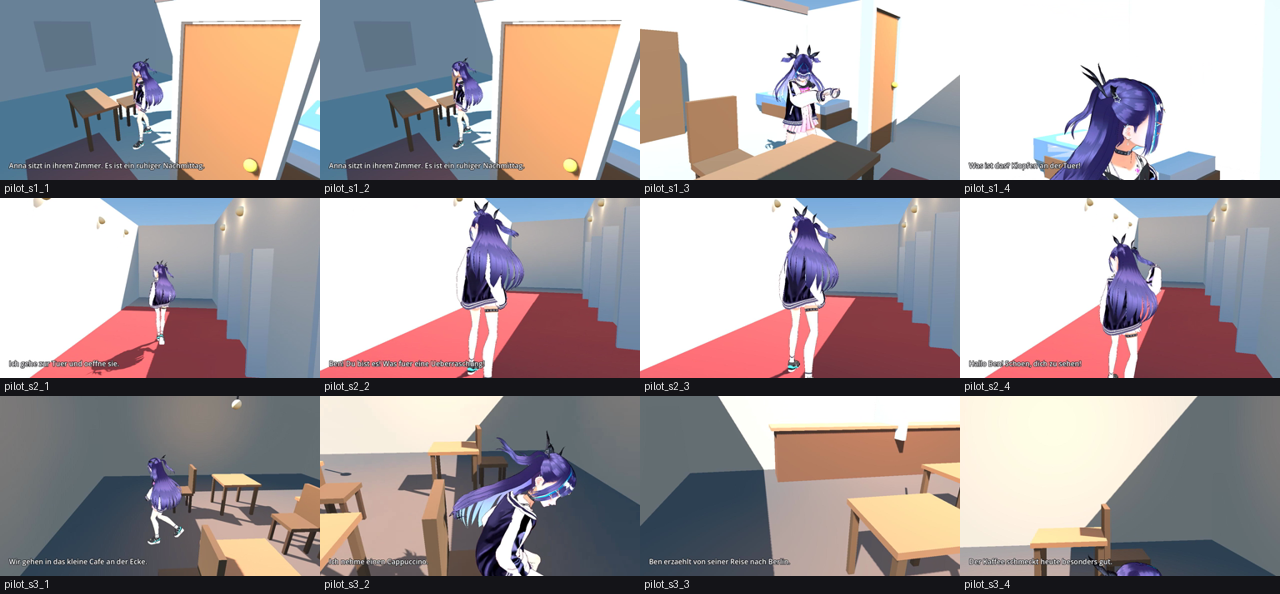 Anna sitzt in ihrem Zimmer. Es ist ein ruhiger Nachmittag.
Anna sitzt in ihrem Zimmer. Es ist ein ruhiger Nachmittag.
Was ist das? Klopfen an der Tuer!
pilot_s1_1
pilot_s1_2
pilot_s1_3
pilot_s1_4
Ich gehe zur Tuer und oeffne sie.
Ben! Du bist es! Was fuer eine Ueberraschung!
Hallo Ben! Schoen, dich zu sehen!
pilot_s2_1
pilot_s2_2
pilot_s2_3
pilot_s2_4
Wir gehen in das kleine Cafe an der Ecke.
Ich nehme einen Cappuccino.
Ben erzaehlt von seiner Reise nach Berlin.
Der Kaffee schmeckt heute besonders gut.
pilot_s3_1
pilot_s3_2
pilot_s3_3
pilot_s3_4